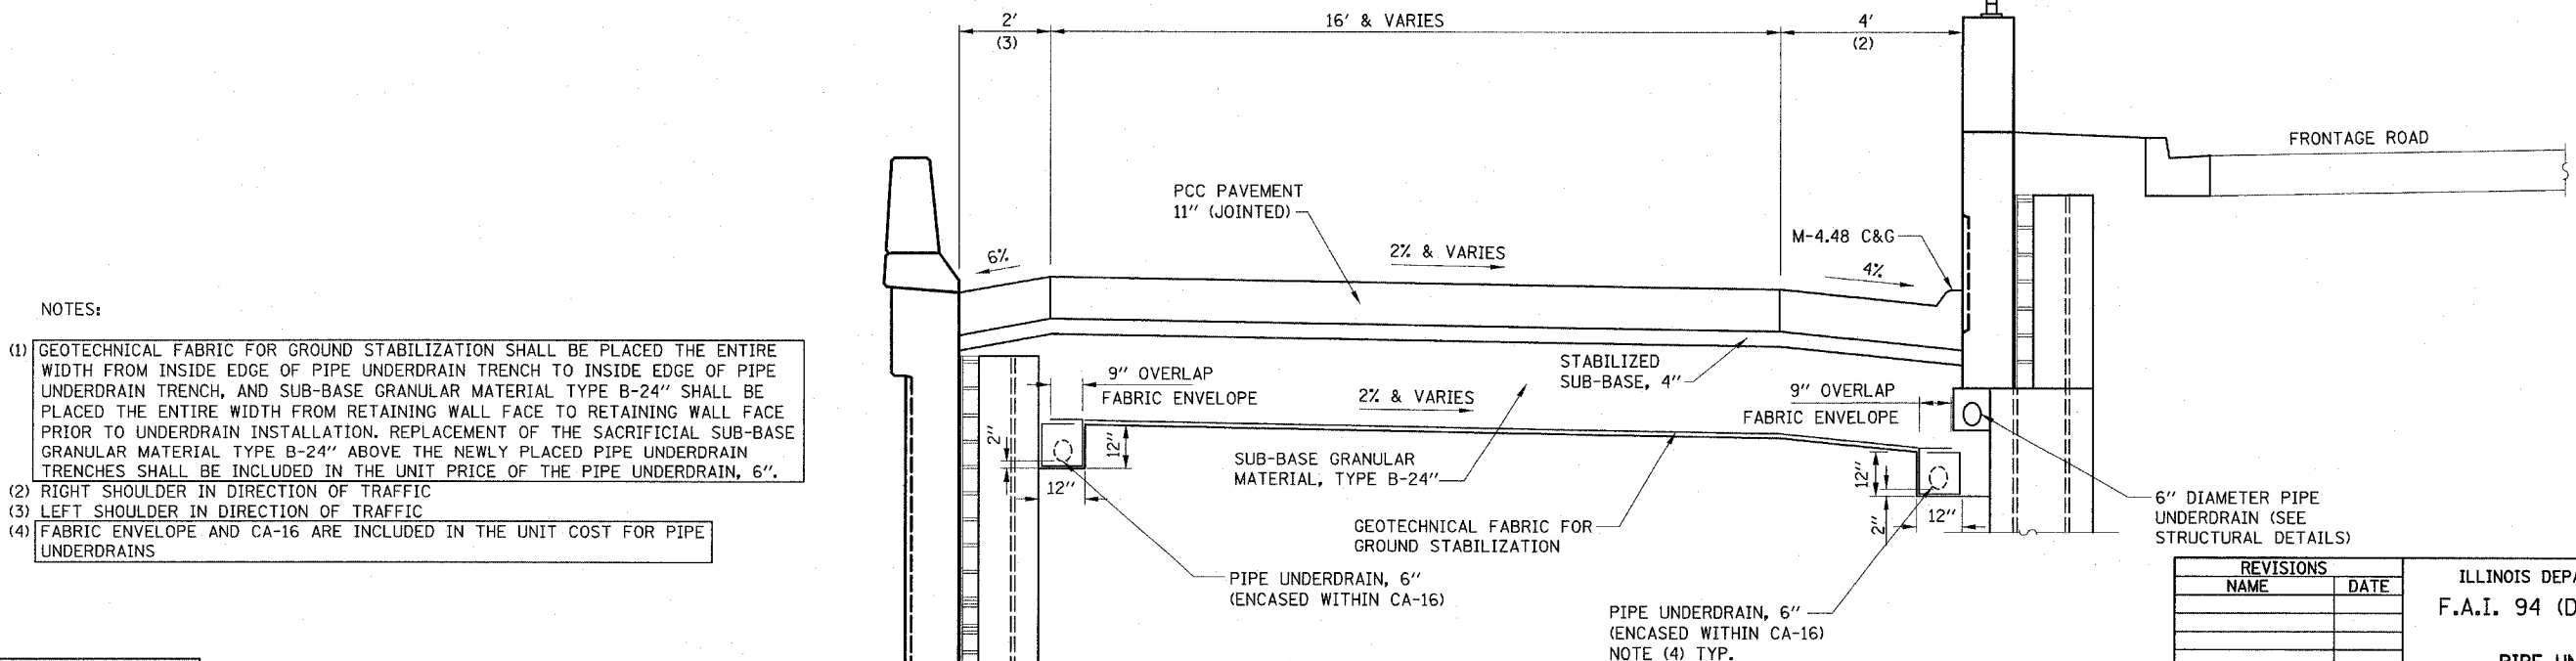 2'
(3)
16' & VARIES
4'
(2)
FRONTAGE ROAD
PCC PAVEMENT
11" (JOINTED)
M-4.48 C&G
6%
2% & VARIES
4%
NOTES:
(1) GEOTECHNICAL FABRIC FOR GROUND STABILIZATION SHALL BE PLACED THE ENTIRE
WIDTH FROM INSIDE EDGE OF PIPE UNDERDRAIN TRENCH TO INSIDE EDGE OF PIPE
UNDERDRAIN TRENCH, AND SUB-BASE GRANULAR MATERIAL TYPE B-24" SHALL BE
PLACED THE ENTIRE WIDTH FROM RETAINING WALL FACE TO RETAINING WALL FACE
PRIOR TO UNDERDRAIN INSTALLATION. REPLACEMENT OF THE SACRIFICIAL SUB-BASE
GRANULAR MATERIAL TYPE B-24" ABOVE THE NEWLY PLACED PIPE UNDERDRAIN
TRENCHES SHALL BE INCLUDED IN THE UNIT PRICE OF THE PIPE UNDERDRAIN, 6".
(2) RIGHT SHOULDER IN DIRECTION OF TRAFFIC
(3) LEFT SHOULDER IN DIRECTION OF TRAFFIC
(4) FABRIC ENVELOPE AND CA-16 ARE INCLUDED IN THE UNIT COST FOR PIPE
UNDERDRAINS
STABILIZED
SUB-BASE, 4"
9" OVERLAP
FABRIC ENVELOPE
2% & VARIES
9" OVERLAP
FABRIC ENVELOPE
2"
12"
12"
SUB-BASE GRANULAR
MATERIAL, TYPE B-24"
12"
2"
12"
GEOTECHNICAL FABRIC FOR
GROUND STABILIZATION
6" DIAMETER PIPE
UNDERDRAIN (SEE
STRUCTURAL DETAILS)
PIPE UNDERDRAIN, 6"
(ENCASED WITHIN CA-16)
PIPE UNDERDRAIN, 6"
(ENCASED WITHIN CA-16)
NOTE (4) TYP.
REVISIONS
NAME DATE
ILLINOIS DEPA
F.A.I. 94 (D
PIPE UN